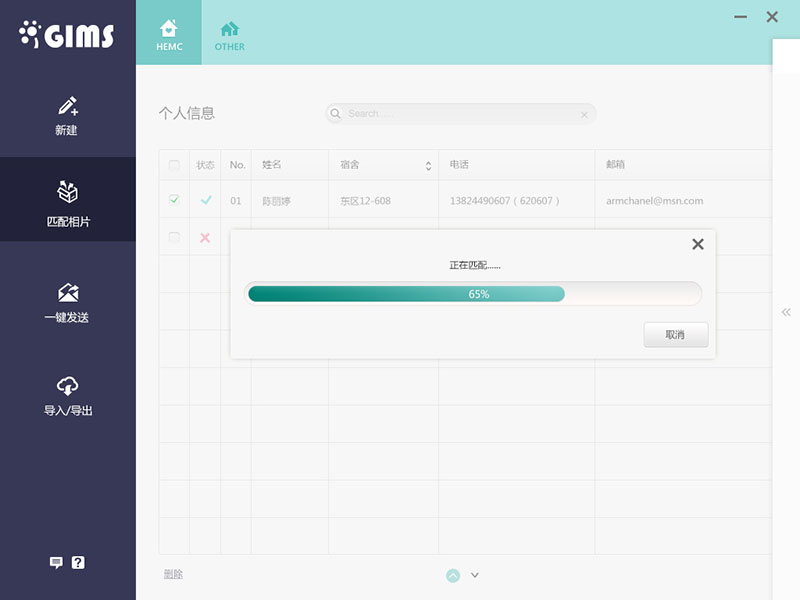 GIMS
HEMC
OTHER
新建
匹配相片
一键发送
导入/导出
个人信息
Search.....
状态 No. 姓名 宿舍 电话 邮箱
01 陈丽婷 东区12-608 13824490607 ( 620607 ) armchanel@msn.com
正在匹配......
65%
取消
删除